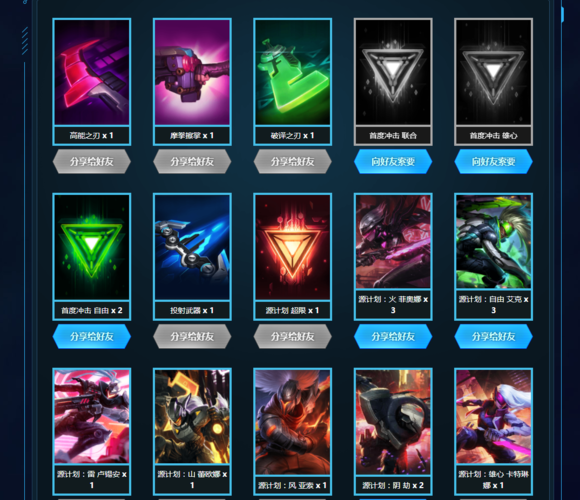 高能之刃 x 1
摩拳擦掌 x 1
破译之刃 x 1
首度冲击 联合
首度冲击 雄心
分享给好友
分享给好友
分享给好友
向好友索要
向好友索要
首度冲击 自由 x 2
投射武器 x 1
源计划 超限 x 1
源计划：火 菲奥娜 x
3
源计划：自由 艾克 x
3
分享给好友
分享给好友
分享给好友
分享给好友
分享给好友
源计划：雷 卢锡安 x
1
源计划：山 蕾欧娜 x
1
源计划：风 亚索 x 1
源计划：阴 劫 x 2
源计划：雄心 卡特琳
娜 x 1